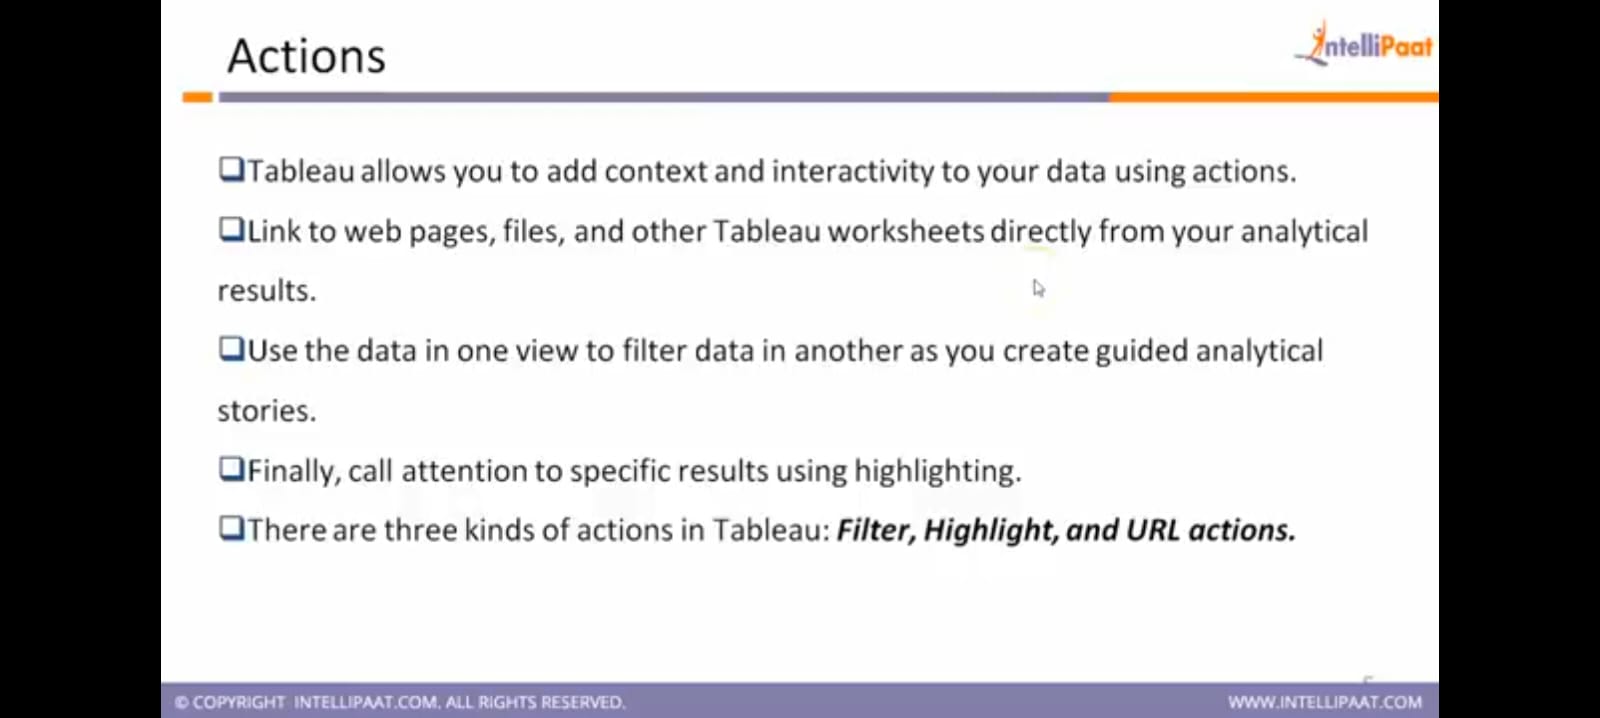 Actions
IntelliPaat
Tableau allows you to add context and interactivity to your data using actions.
Link to web pages, files, and other Tableau worksheets directly from your analytical
results.
Use the data in one view to filter data in another as you create guided analytical
stories.
Finally, call attention to specific results using highlighting.
There are three kinds of actions in Tableau: Filter, Highlight, and URL actions.
© COPYRIGHT INTELLIPAAT.COM. ALL RIGHTS RESERVED.
WWW.INTELLIPAAT.COM